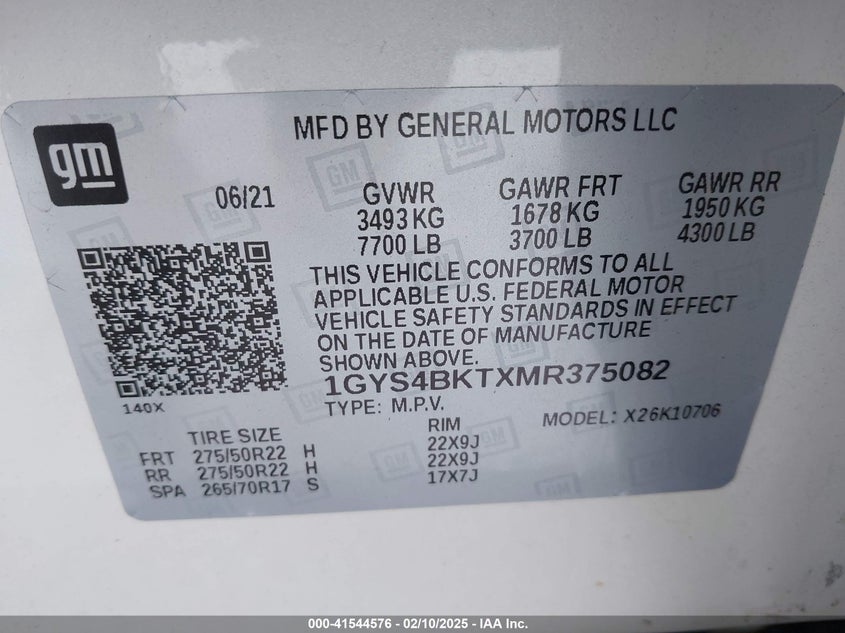 gm
MFD BY GENERAL MOTORS LLC
06/21
GVWR GAWR FRT GAWR RR
3493 KG 1678 KG 1950 KG
7700 LB 3700 LB 4300 LB
THIS VEHICLE CONFORMS TO ALL
APPLICABLE U.S. FEDERAL MOTOR
VEHICLE SAFETY STANDARDS IN EFFECT
ON THE DATE OF MANUFACTURE
SHOWN ABOVE.
1GYS4BKTXMR375082
140X
TYPE: M.P.V. MODEL: X26K10706
TIRE SIZE RIM
FRT 275/50R22 H 22X9J
RR 275/50R22 H 22X9J
SPA 265/70R17 S 17X7J
000-41544576 - 02/10/2025 - IAA Inc.